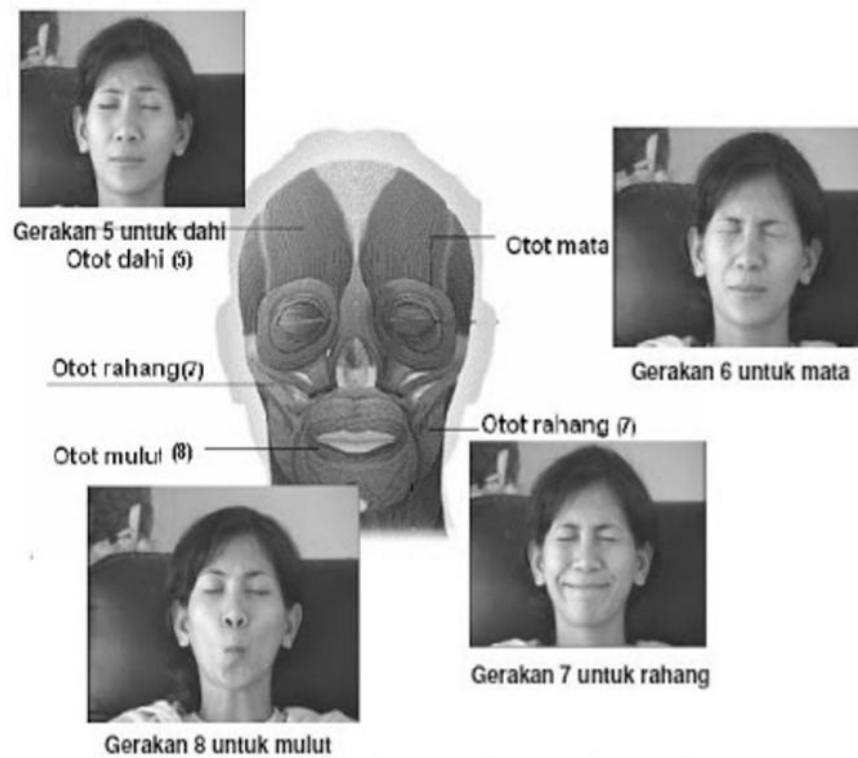 Gerakan 5 untuk dahi
Otot dahi (5)
Otot mata
Gerakan 6 untuk mata
Otot rahang(7)
Otot rahang (7)
Otot mulut (8)
Gerakan 7 untuk rahang
Gerakan 8 untuk mulut